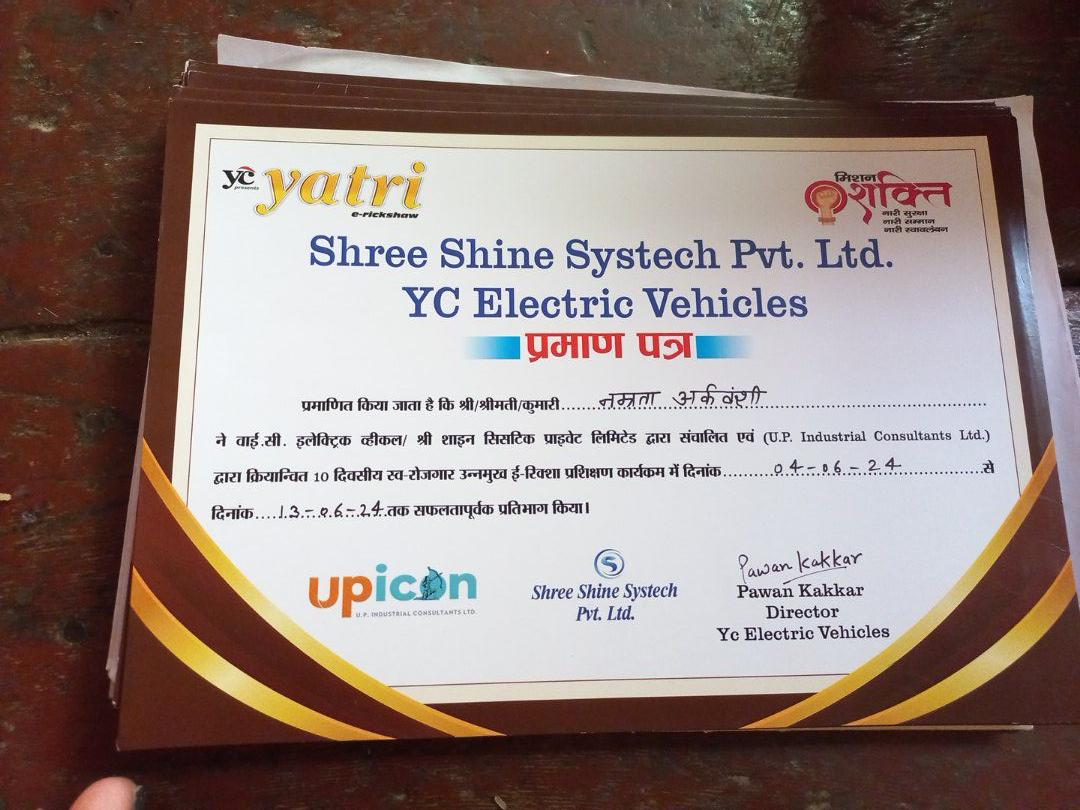 yc presents yatri e-rickshaw
मिशन शक्ति
नारी सुरक्षा
नारी सम्मान
नारी स्वावलंबन
Shree Shine Systech Pvt. Ltd.
YC Electric Vehicles
प्रमाण पत्र
प्रमाणित किया जाता है कि श्री/श्रीमती/कुमारी.....नम्रता अर्कवंशी.....
ने वाई.सी. इलेक्ट्रिक व्हीकल/ श्री शाइन सिसटिक प्राइवेट लिमिटेड द्वारा संचालित एवं (U.P. Industrial Consultants Ltd.)
द्वारा क्रियान्वित 10 दिवसीय स्व-रोजगार उन्नमुख ई-रिक्शा प्रशिक्षण कार्यकम में दिनांक.....04-06-24.....से
दिनांक....13-06-24..तक सफलतापूर्वक प्रतिभाग किया।
upicon
U.P. INDUSTRIAL CONSULTANTS LTD.
S
Shree Shine Systech
Pvt. Ltd.
Pawan Kakkar
Pawan Kakkar
Director
Yc Electric Vehicles